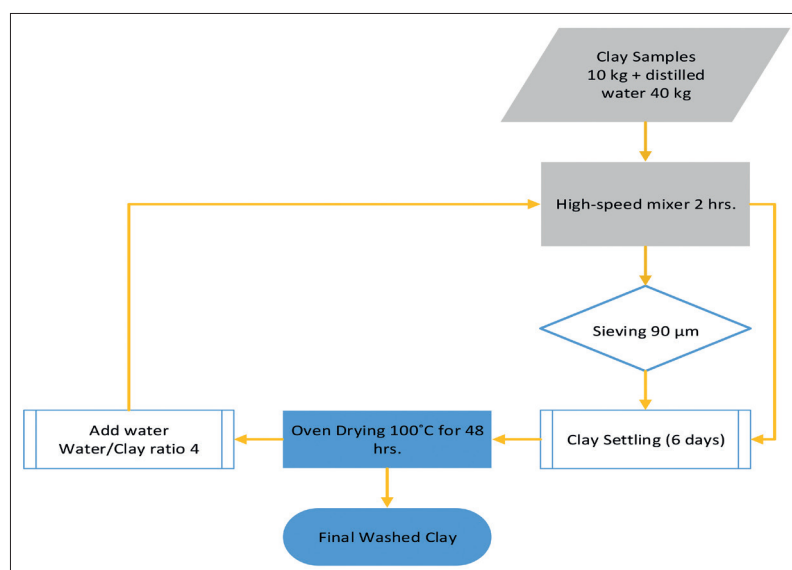 Clay Samples
10 kg + distilled
water 40 kg
High-speed mixer 2 hrs.
Sieving 90 µm
Add water
Water/Clay ratio 4
Oven Drying 100˚C for 48
hrs.
Clay Settling (6 days)
Final Washed Clay